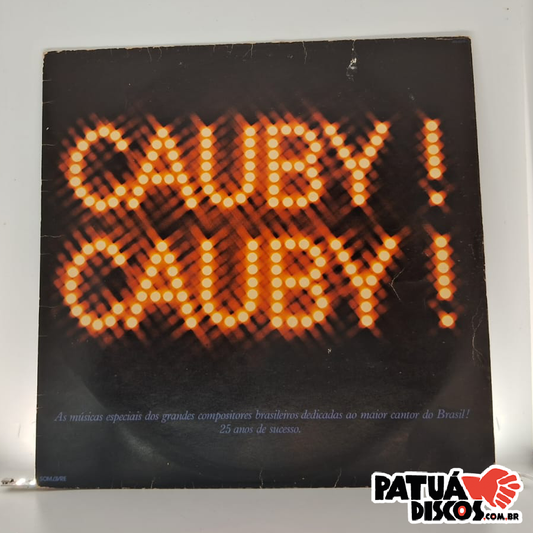 CAUBY!
CAUBY!
As músicas especiais dos grandes compositores brasileiros dedicadas ao maior cantor do Brasil!
25 anos de sucesso.
SOMLIVRE
PATUÁ
DISCOS.COM.BR